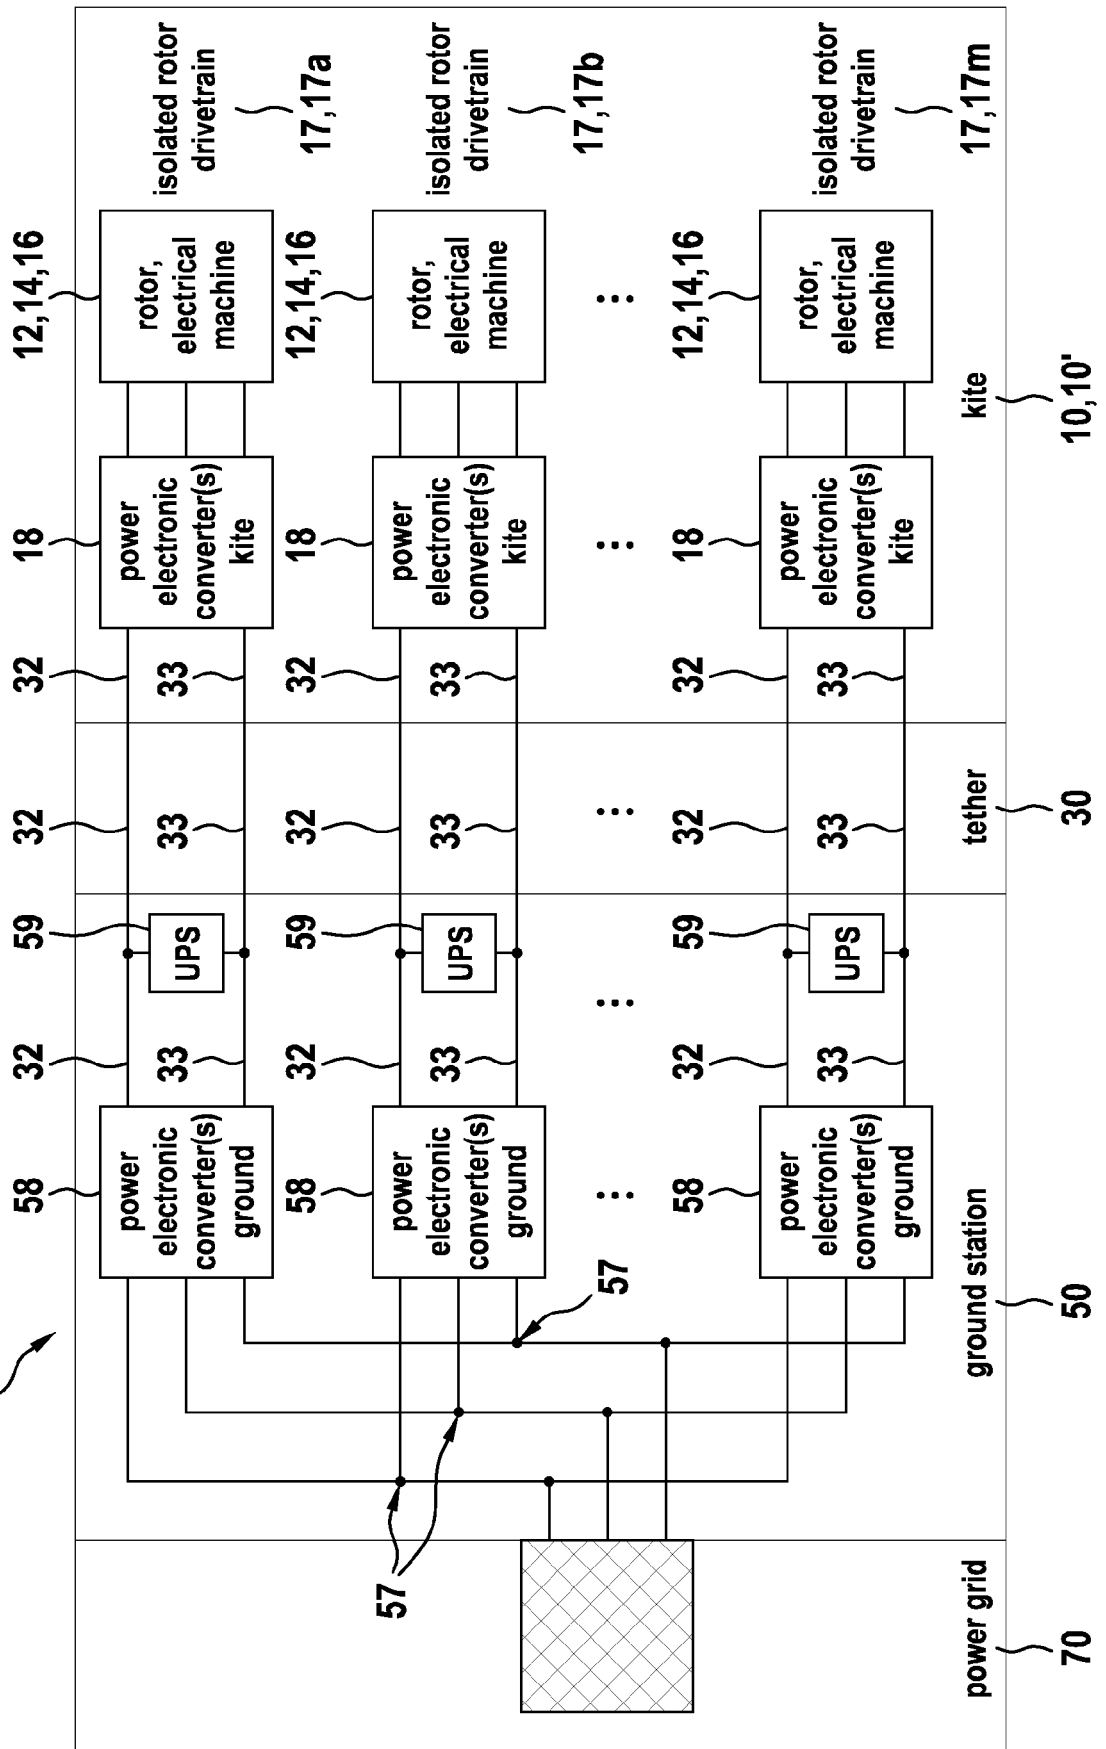 12,14,16
rotor,
electrical
machine
isolated rotor
drivetrain
17,17a
18
power
electronic
converter(s)
kite
32
33
32
33
59
UPS
32
33
58
power
electronic
converter(s)
ground
12,14,16
rotor,
electrical
machine
isolated rotor
drivetrain
17,17b
18
power
electronic
converter(s)
kite
32
33
32
33
59
UPS
32
33
58
power
electronic
converter(s)
ground
57
57
...
...
...
...
...
12,14,16
rotor,
electrical
machine
isolated rotor
drivetrain
17,17m
18
power
electronic
converter(s)
kite
32
33
32
33
59
UPS
32
33
58
power
electronic
converter(s)
ground
power grid
70
ground station
50
tether
30
kite
10,10'